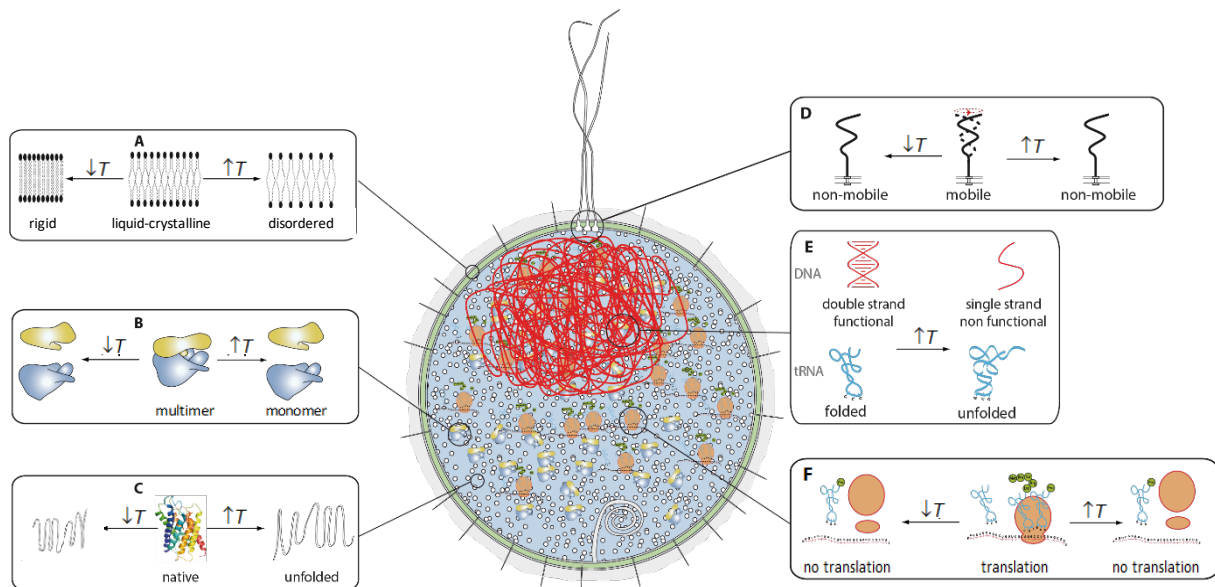 A
↓T
↑T
rigid
liquid-crystalline
disordered
B
↓T
↑T
multimer
monomer
C
↓T
↑T
native
unfolded
D
↓T
↑T
non-mobile
mobile
non-mobile
E
DNA
double strand
functional
single strand
non functional
↑T
tRNA
folded
unfolded
F
↓T
↑T
no translation
translation
no translation